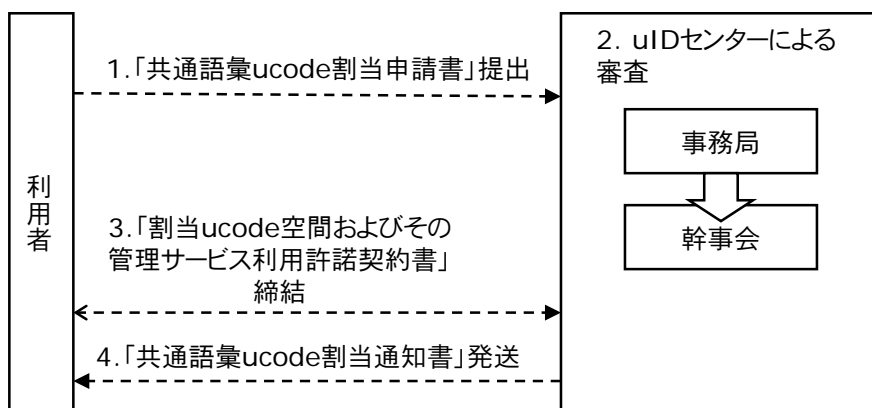 利用者
1.「共通語彙ucode割当申請書」提出
2. uIDセンターによる
審査
事務局
幹事会
3.「割当ucode空間およびその
管理サービス利用許諾契約書」
締結
4.「共通語彙ucode割当通知書」発送